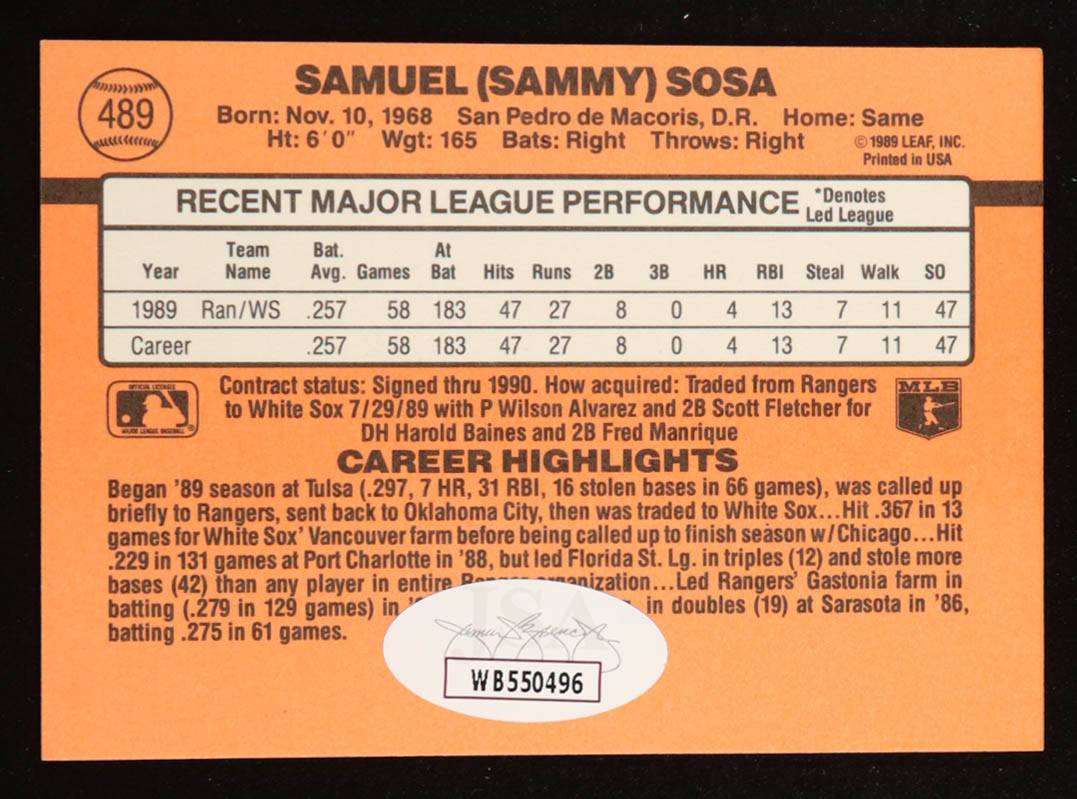 489
SAMUEL (SAMMY) SOSA
Born: Nov. 10, 1968 San Pedro de Macoris, D.R. Home: Same
Ht: 6'0" Wgt: 165 Bats: Right Throws: Right
©1989 LEAF, INC.
Printed in USA
RECENT MAJOR LEAGUE PERFORMANCE *Denotes Led League
Year Team Name Bat. Avg. Games At Bat Hits Runs 2B 3B HR RBI Steal Walk SO
1989 Ran/WS .257 58 183 47 27 8 0 4 13 7 11 47
Career .257 58 183 47 27 8 0 4 13 7 11 47
OFFICIAL LICENSEE
MAJOR LEAGUE BASEBALL
Contract status: Signed thru 1990. How acquired: Traded from Rangers
to White Sox 7/29/89 with P Wilson Alvarez and 2B Scott Fletcher for
DH Harold Baines and 2B Fred Manrique
MLB
CAREER HIGHLIGHTS
Began '89 season at Tulsa (.297, 7 HR, 31 RBI, 16 stolen bases in 66 games), was called up
briefly to Rangers, sent back to Oklahoma City, then was traded to White Sox...Hit .367 in 13
games for White Sox' Vancouver farm before being called up to finish season w/Chicago...Hit
.229 in 131 games at Port Charlotte in '88, but led Florida St. Lg. in triples (12) and stole more
bases (42) than any player in entire Ranger organization...Led Rangers' Gastonia farm in
batting (.279 in 129 games) in in doubles (19) at Sarasota in '86,
batting .275 in 61 games.
JSA
James Spence
WB550496